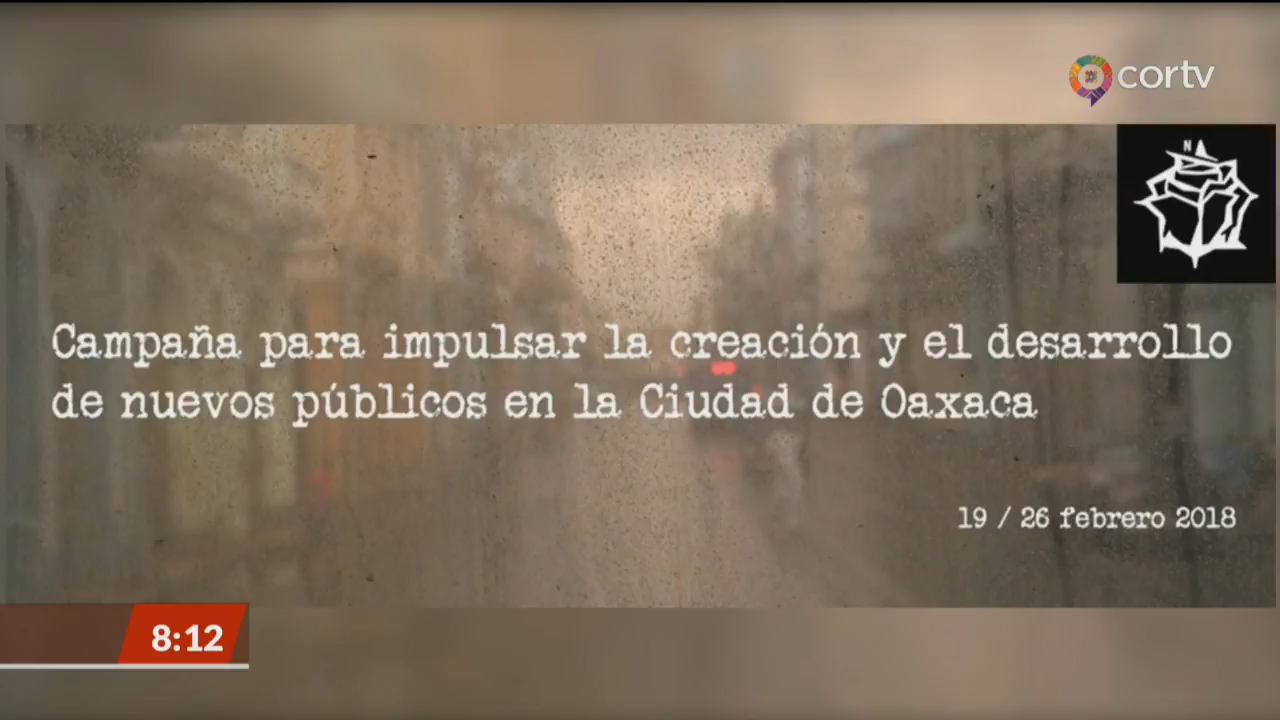 cortv
N
Campaña para impulsar la creación y el desarrollo
de nuevos públicos en la Ciudad de Oaxaca
19 / 26 febrero 2018
8:12